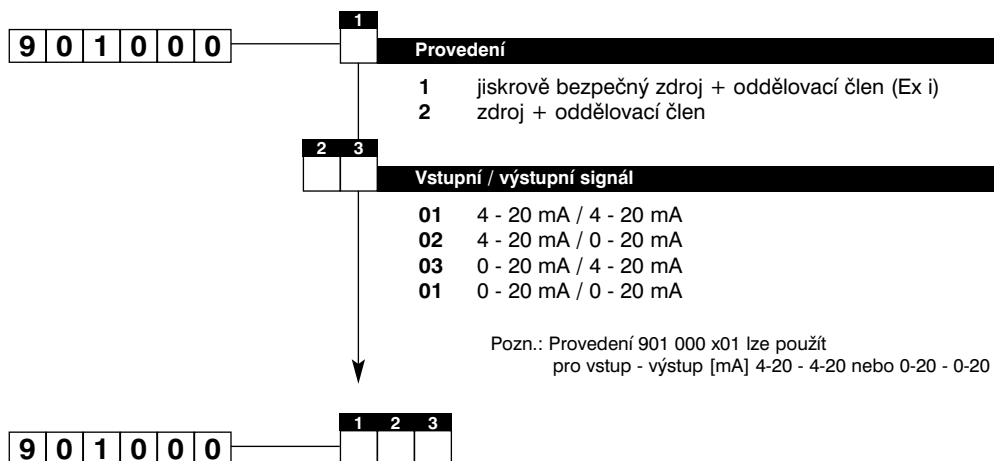 1
9 0 1 0 0 0
Provedení
1 jiskrově bezpečný zdroj + oddělovací člen (Ex i)
2 zdroj + oddělovací člen
2 3
Vstupní / výstupní signál
01 4 - 20 mA / 4 - 20 mA
02 4 - 20 mA / 0 - 20 mA
03 0 - 20 mA / 4 - 20 mA
01 0 - 20 mA / 0 - 20 mA
Pozn.: Provedení 901 000 x01 lze použít
pro vstup - výstup [mA] 4-20 - 4-20 nebo 0-20 - 0-20
1 2 3
9 0 1 0 0 0